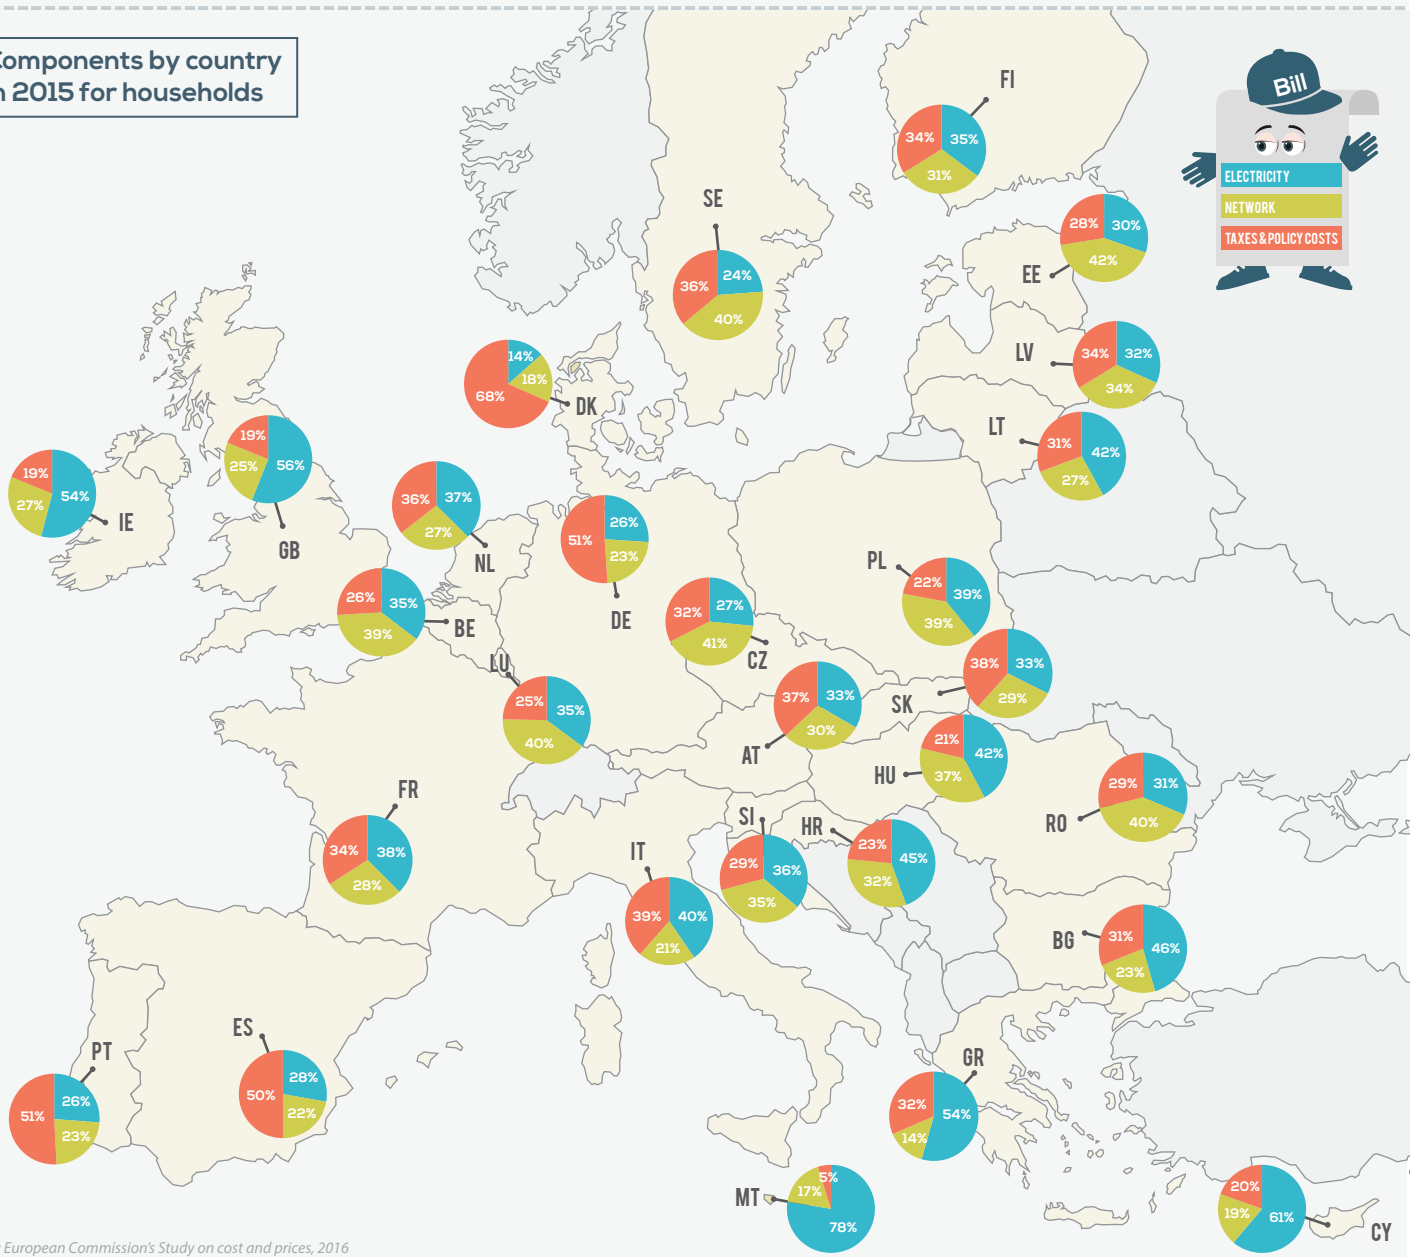 omponents by country
2015 for households
Bill
ELECTRICITY
NETWORK
TAXES & POLICY COSTS
FI
34%
35%
31%
SE
36%
24%
40%
EE
28%
30%
42%
LV
34%
32%
34%
DK
14%
18%
68%
LT
31%
42%
27%
GB
19%
56%
25%
IE
19%
54%
27%
NL
36%
37%
27%
DE
51%
26%
23%
PL
22%
39%
39%
BE
26%
35%
39%
CZ
32%
27%
41%
LU
25%
35%
40%
SK
38%
33%
29%
AT
37%
33%
30%
HU
21%
42%
37%
RO
29%
31%
40%
FR
34%
38%
28%
SI
29%
36%
35%
HR
23%
45%
32%
IT
39%
40%
21%
BG
31%
46%
23%
ES
50%
28%
22%
PT
51%
26%
23%
GR
32%
54%
14%
MT
5%
17%
78%
CY
20%
19%
61%
European Commission's Study on cost and prices, 2016